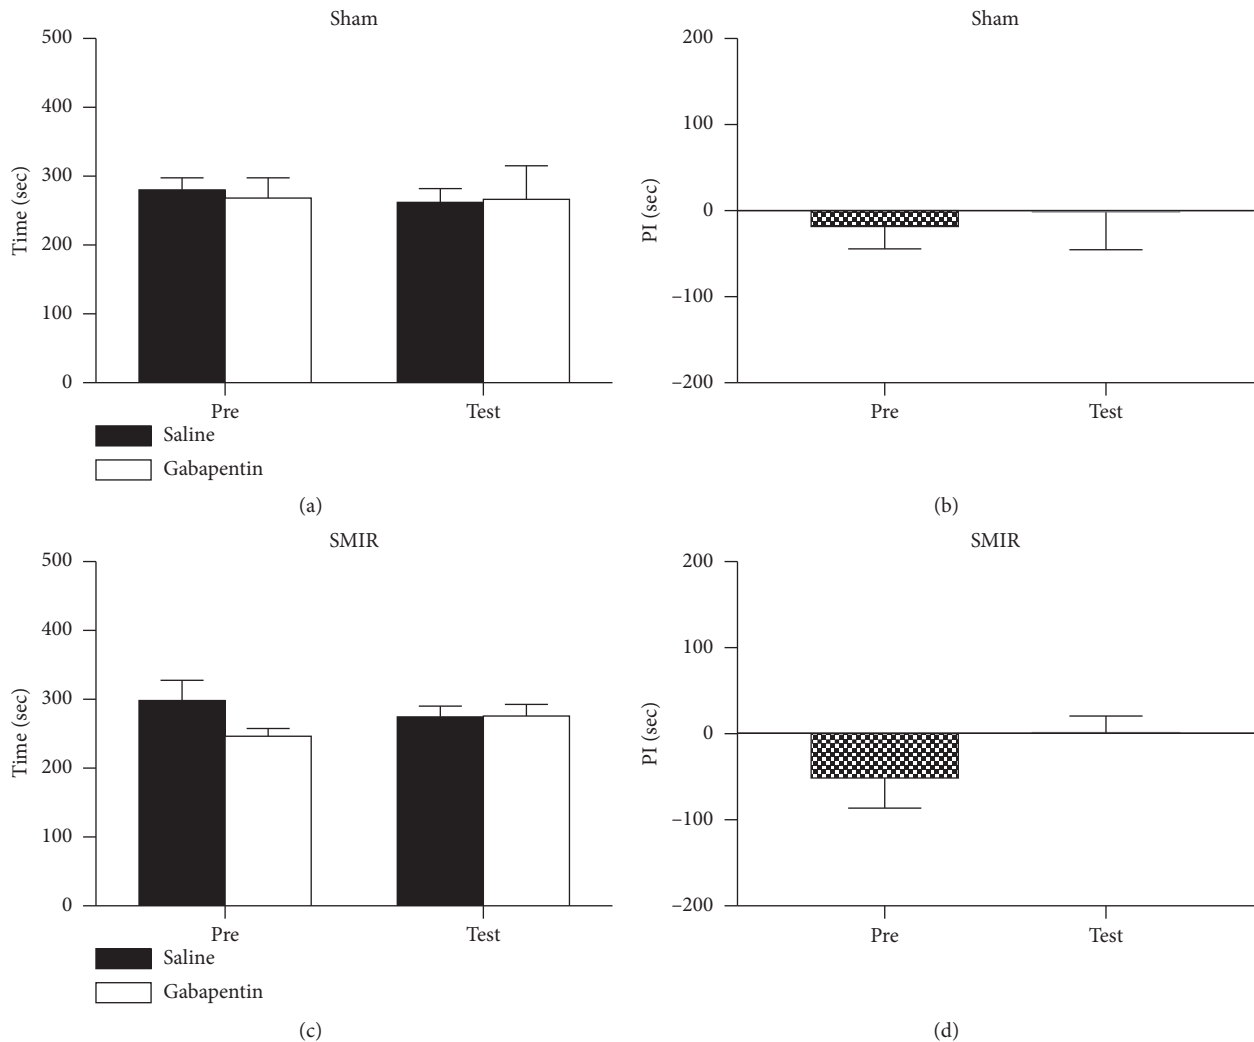 Sham
500
400
300
200
100
0
Time (sec)
Pre
Test
Saline
Gabapentin
(a)
Sham
200
100
0
−100
−200
PI (sec)
Pre
Test
(b)
SMIR
500
400
300
200
100
0
Time (sec)
Pre
Test
Saline
Gabapentin
(c)
SMIR
200
100
0
−100
−200
PI (sec)
Pre
Test
(d)